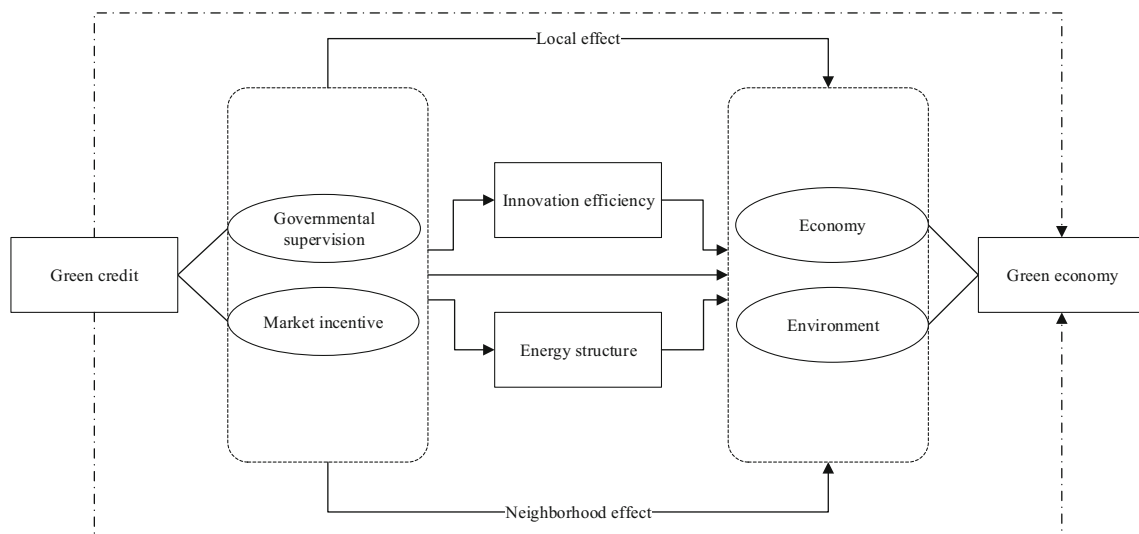 Local effect
Innovation efficiency
Governmental
supervision
Economy
Green credit
Green economy
Market incentive
Environment
Energy structure
Neighborhood effect